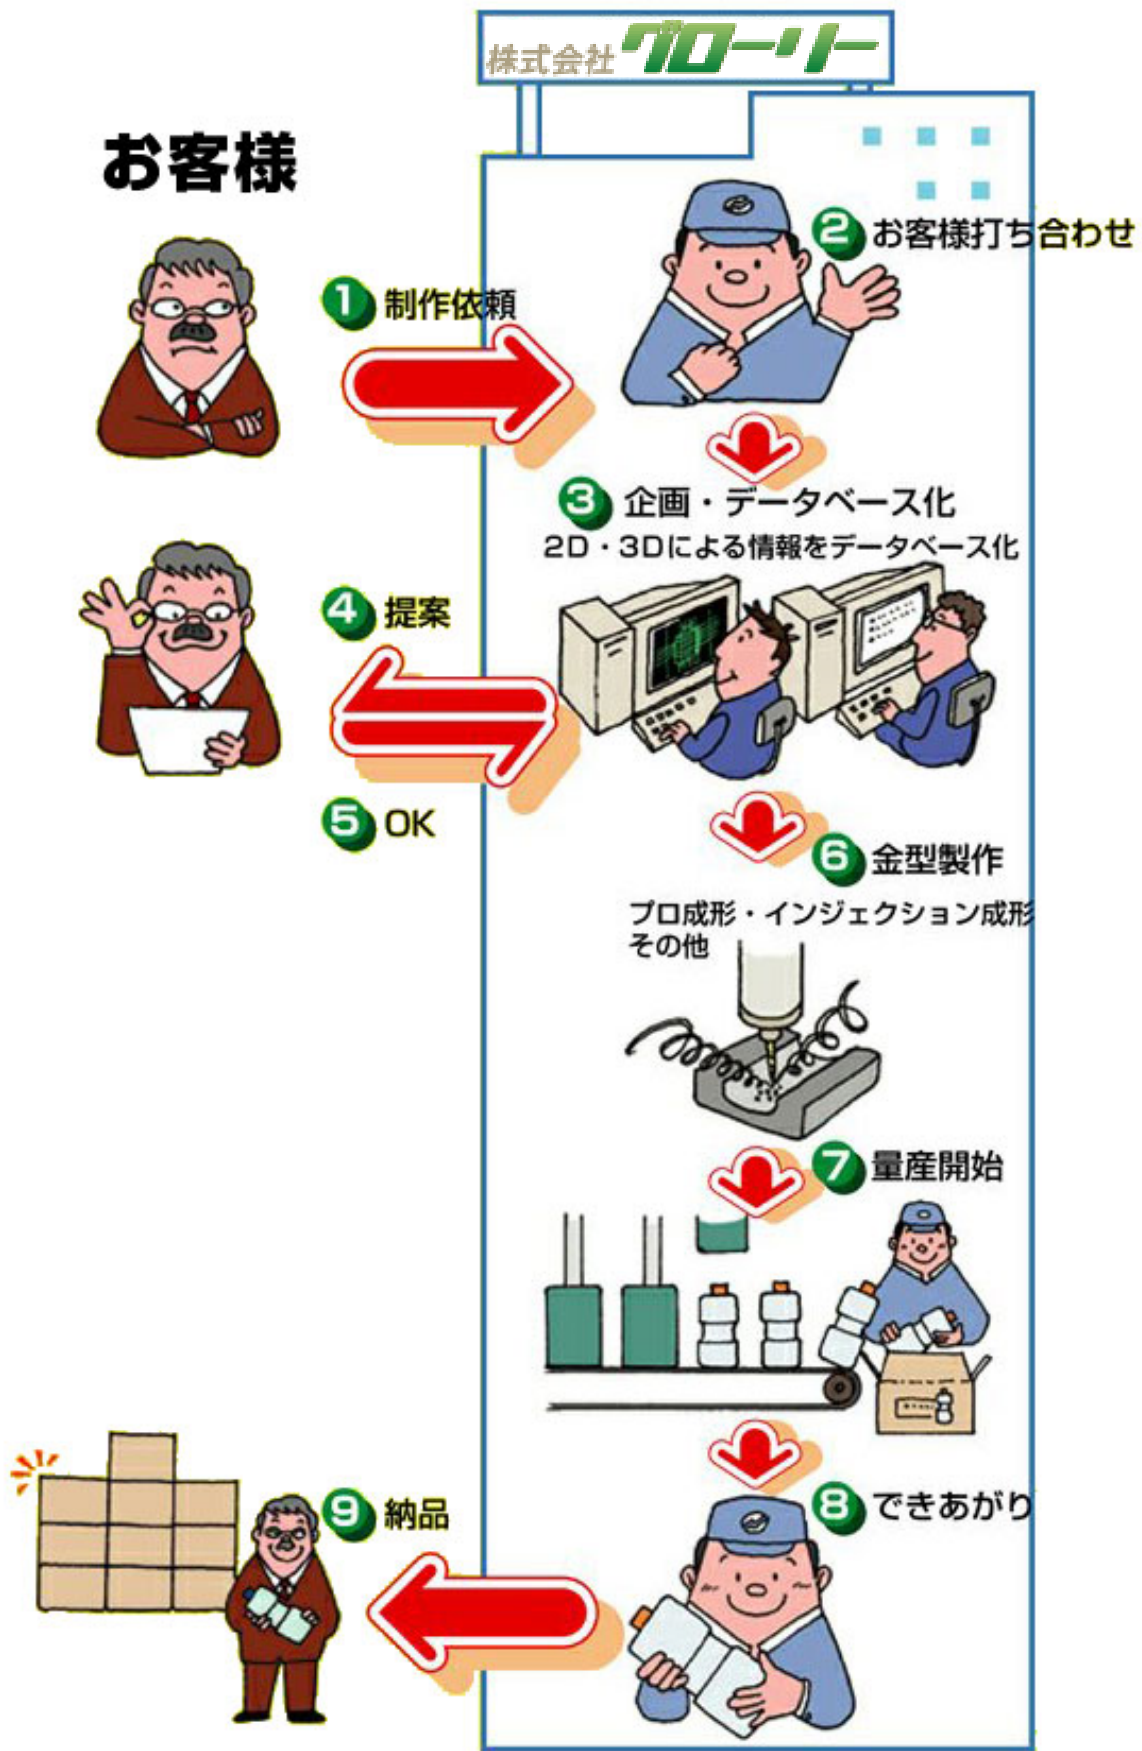 株式会社グローリー
お客様
1 制作依頼
2 お客様打ち合わせ
3 企画・データベース化
2D・3Dによる情報をデータベース化
4 提案
5 OK
6 金型製作
プロ成形・インジェクション成形
その他
7 量産開始
8 できあがり
9 納品